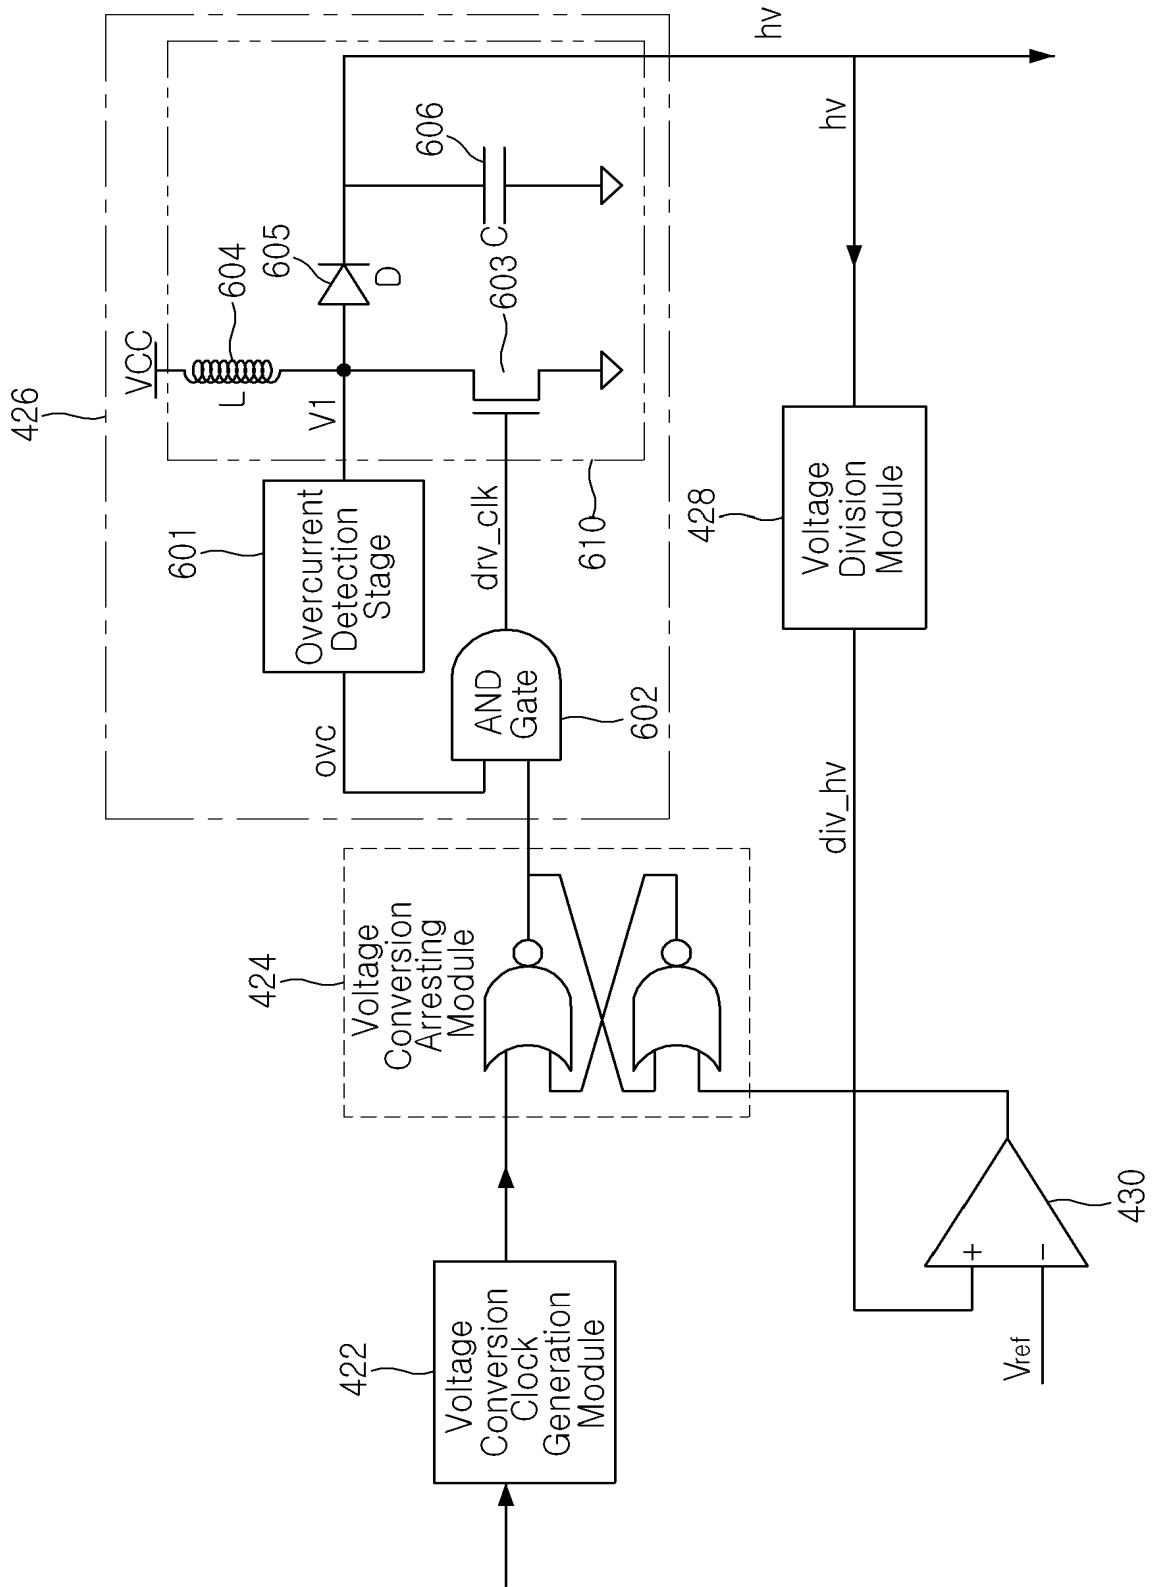 426
VCC
L
604
605
D
606
C
603
V1
hv
hv
601
Overcurrent
Detection
Stage
610
drv_clk
ovc
AND
Gate
602
428
Voltage
Division
Module
div_hv
424
Voltage
Conversion
Arresting
Module
422
Voltage
Conversion
Clock
Generation
Module
+
−
430
Vref